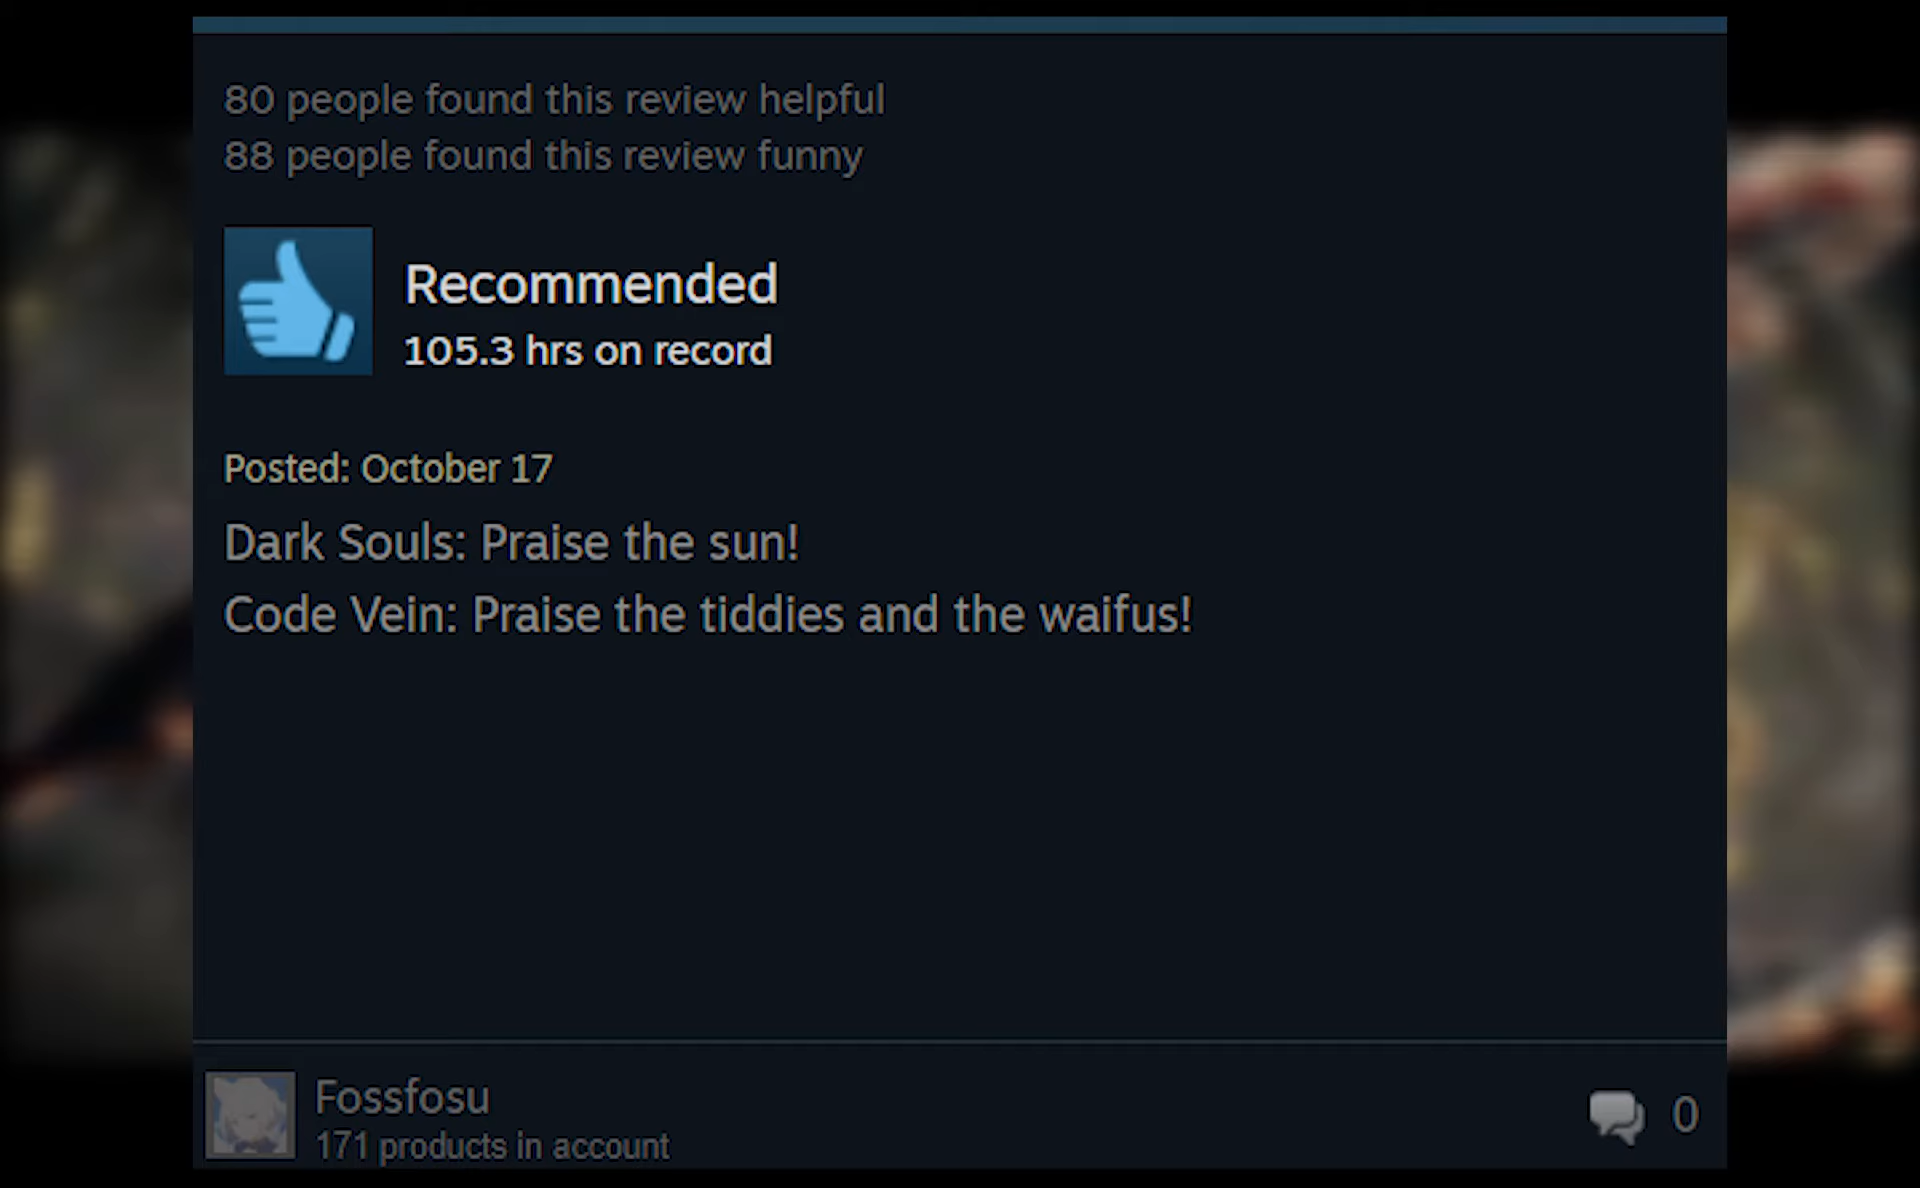 80 people found this review helpful
88 people found this review funny
Recommended
105.3 hrs on record
Posted: October 17
Dark Souls: Praise the sun!
Code Vein: Praise the tiddies and the waifus!
Fossfosu
171 products in account
0